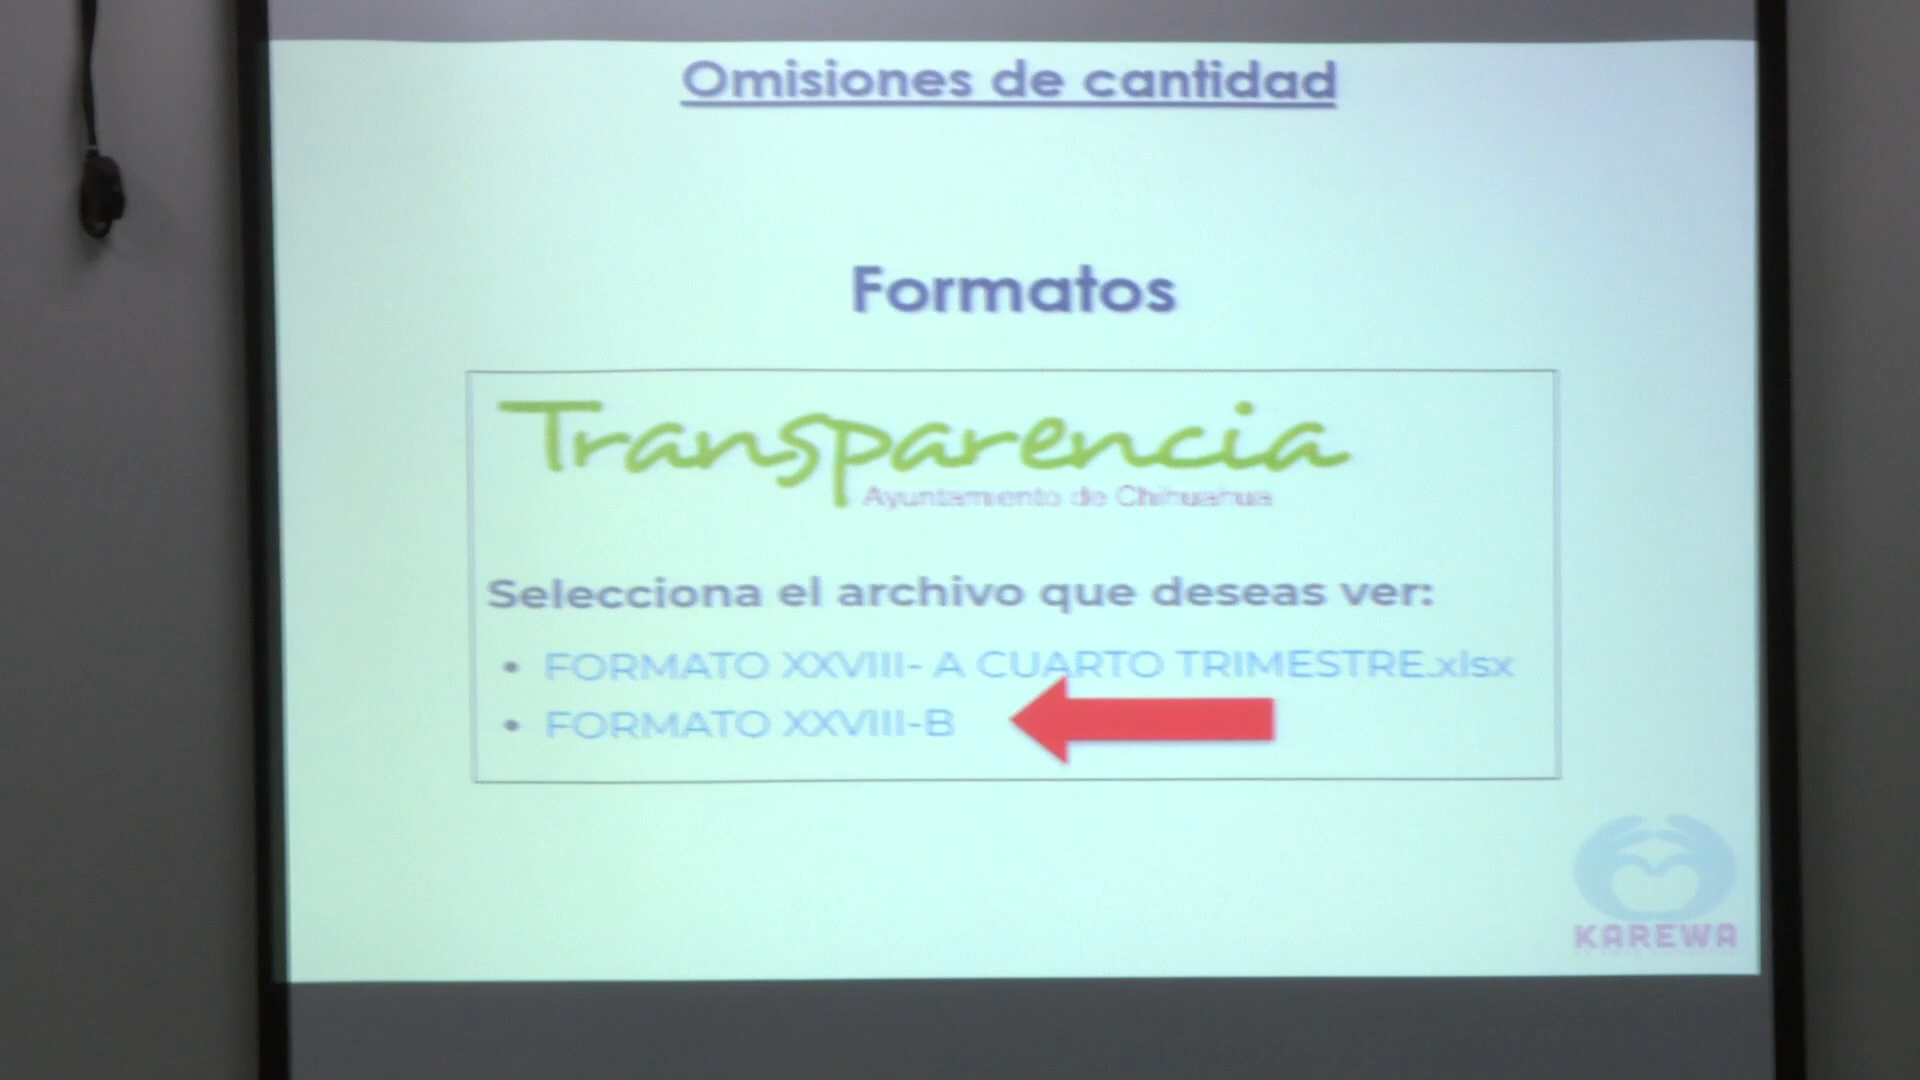 Omisiones de cantidad
Formatos
Transparencia
Ayuntamiento de Chihuahua
Selecciona el archivo que deseas ver:
• FORMATO XXVIII- A CUARTO TRIMESTRE.xlsx
• FORMATO XXVIII-B
KAREWA